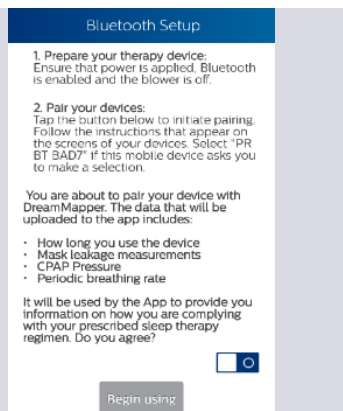 Bluetooth Setup
1. Prepare your therapy device:
Ensure that power is applied, Bluetooth
is enabled and the blower is off.
2. Pair your devices:
Tap the button below to initiate pairing.
Follow the instructions that appear on
the screens of your devices. Select "PR
BT BAD7" if this mobile device asks you
to make a selection.
You are about to pair your device with
DreamMapper. The data that will be
uploaded to the app includes:
· How long you use the device
· Mask leakage measurements
· CPAP Pressure
· Periodic breathing rate
It will be used by the App to provide you
information on how you are complying
with your prescribed sleep therapy
regimen. Do you agree?
Begin using